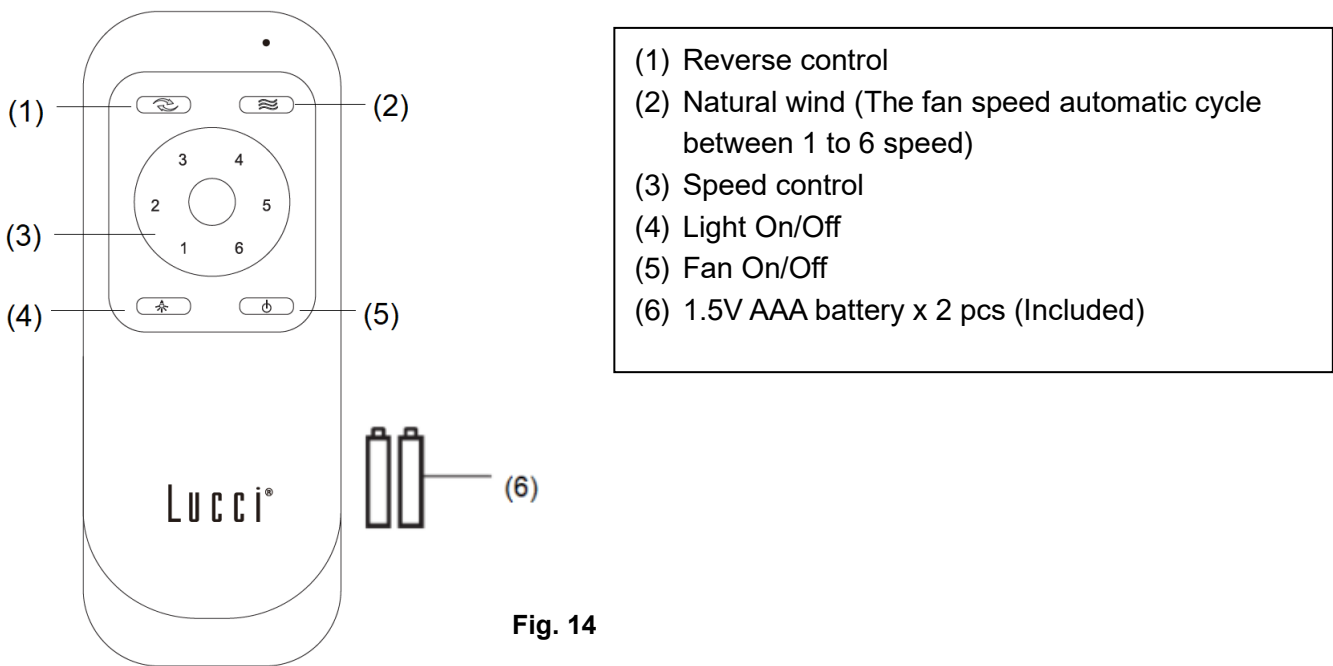 (1)
(2)
3 4
2 5
(3)
1 6
(4)
(5)
Lucci®
(6)
Fig. 14
(1) Reverse control
(2) Natural wind (The fan speed automatic cycle
between 1 to 6 speed)
(3) Speed control
(4) Light On/Off
(5) Fan On/Off
(6) 1.5V AAA battery x 2 pcs (Included)